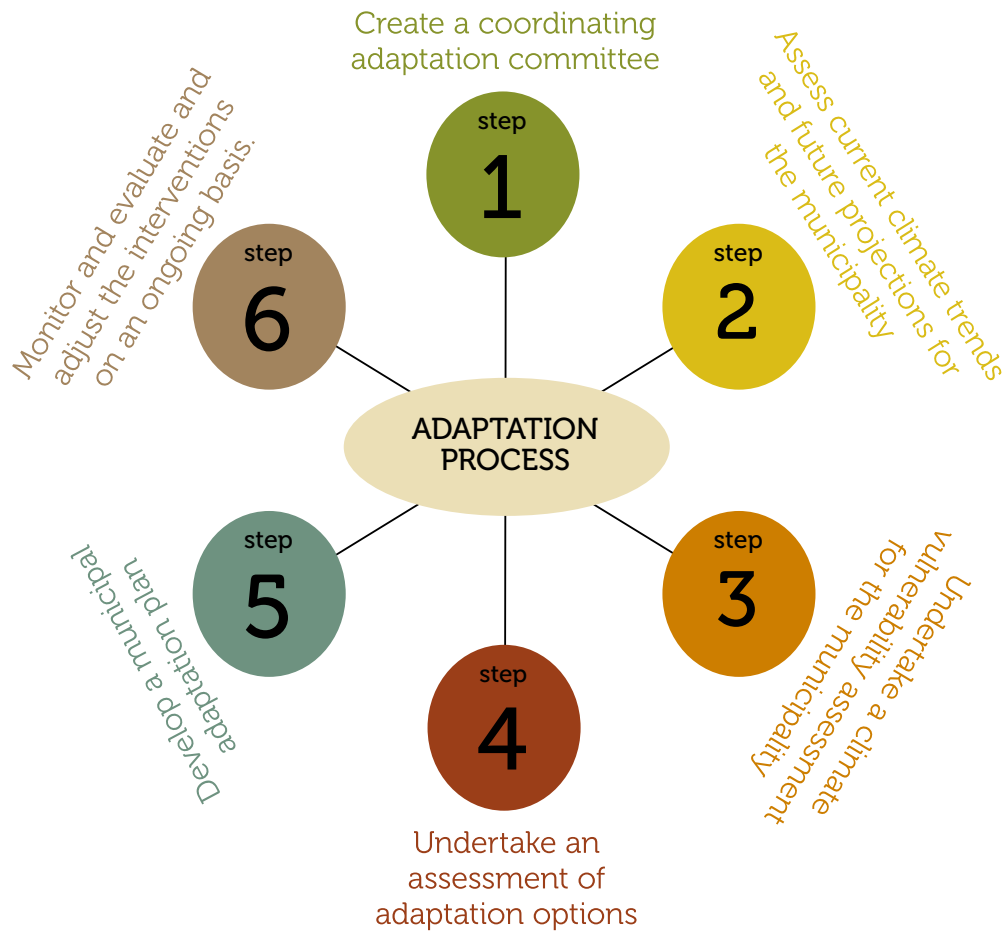 Create a coordinating
adaptation committee
step
1
Assess current climate trends
and future projections for
the municipality
step
2
Undertake a climate
vulnerability assessment
for the municipality
step
3
Undertake an
assessment of
adaptation options
step
4
Develop a municipal
adaptation plan
step
5
Monitor and evaluate and
adjust the interventions
on an ongoing basis.
step
6
ADAPTATION
PROCESS